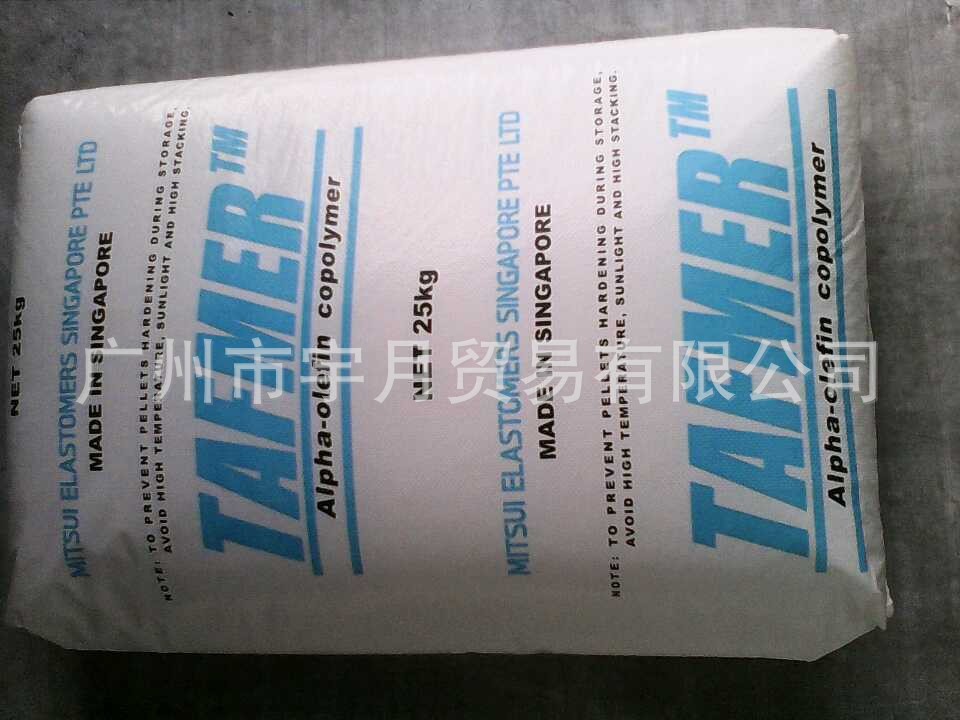 NET 25kg
MITSUI ELASTOMERS SINGAPORE PTE LTD
MADE IN SINGAPORE
NOTE: TO PREVENT PELLETS HARDENING DURING STORAGE,
AVOID HIGH TEMPERATURE, SUNLIGHT AND HIGH STACKING.
TAFMER™
Alpha-olefin copolymer
NET 25kg
MITSUI ELASTOMERS SINGAPORE PTE LTD
MADE IN SINGAPORE
NOTE: TO PREVENT PELLETS HARDENING DURING STORAGE,
AVOID HIGH TEMPERATURE, SUNLIGHT AND HIGH STACKING.
TAFMER™
Alpha-olefin copolymer
广州市宇月贸易有限公司